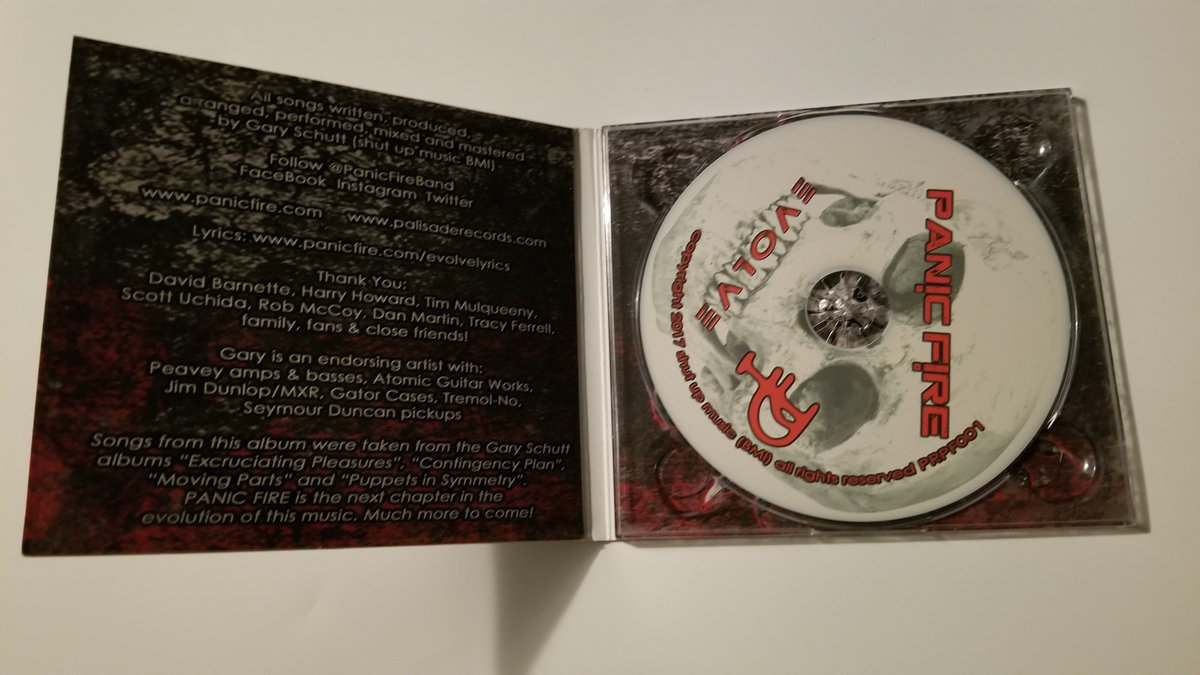 All songs written, produced,
arranged, performed, mixed and mastered
by Gary Schutt (shut up music BMI)
Follow @PanicFireBand
FaceBook Instagram Twitter
www.panicfire.com www.palisaderecords.com
Lyrics: www.panicfire.com/evolvelyrics
Thank You:
David Barnette, Harry Howard, Tim Mulqueeny,
Scott Uchida, Rob McCoy, Dan Martin, Tracy Ferrell,
family, fans & close friends!
Gary is an endorsing artist with:
Peavey amps & basses, Atomic Guitar Works,
Jim Dunlop/MXR, Gator Cases, Tremol-No,
Seymour Duncan pickups
Songs from this album were taken from the Gary Schutt
albums "Excruciating Pleasures", "Contingency Plan",
"Moving Parts" and "Puppets in Symmetry".
PANIC FIRE is the next chapter in the
evolution of this music. Much more to come!
PANIC FIRE
EVOLVE
copyright 2017 shut up music (BMI) all rights reserved PRPF001